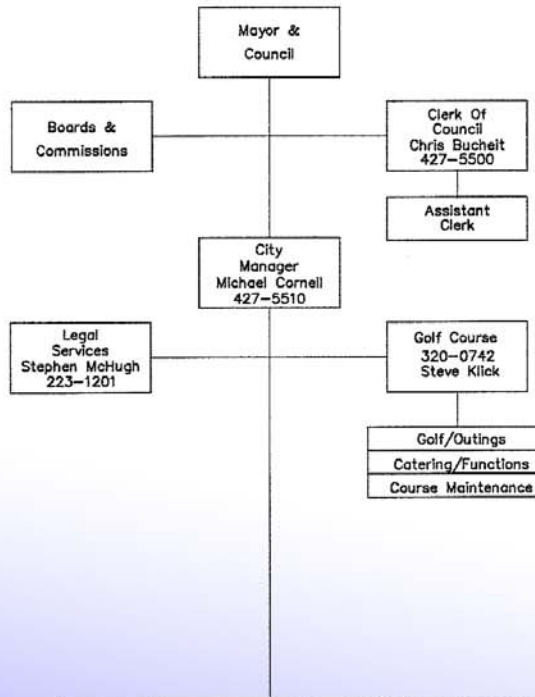 Mayor &
Council
Boards &
Commissions
Clerk Of
Council
Chris Bucheit
427-5500
Assistant
Clerk
City
Manager
Michael Cornell
427-5510
Legal
Services
Stephen McHugh
223-1201
Golf Course
320-0742
Steve Klick
Golf/Outings
Catering/Functions
Course Maintenance